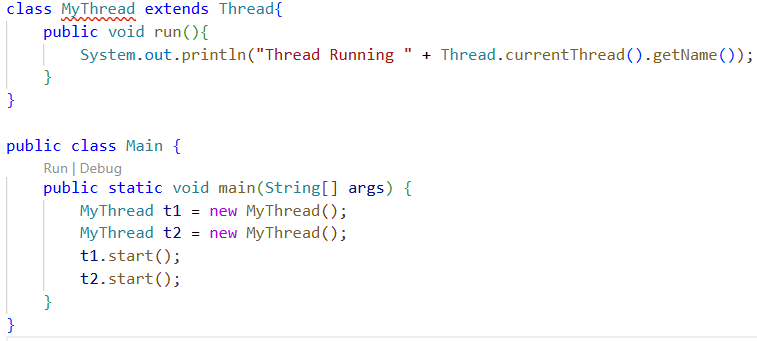 class MyThread extends Thread{
    public void run(){
        System.out.println("Thread Running " + Thread.currentThread().getName());
    }
}

public class Main {
    Run | Debug
    public static void main(String[] args) {
        MyThread t1 = new MyThread();
        MyThread t2 = new MyThread();
        t1.start();
        t2.start();
    }
}